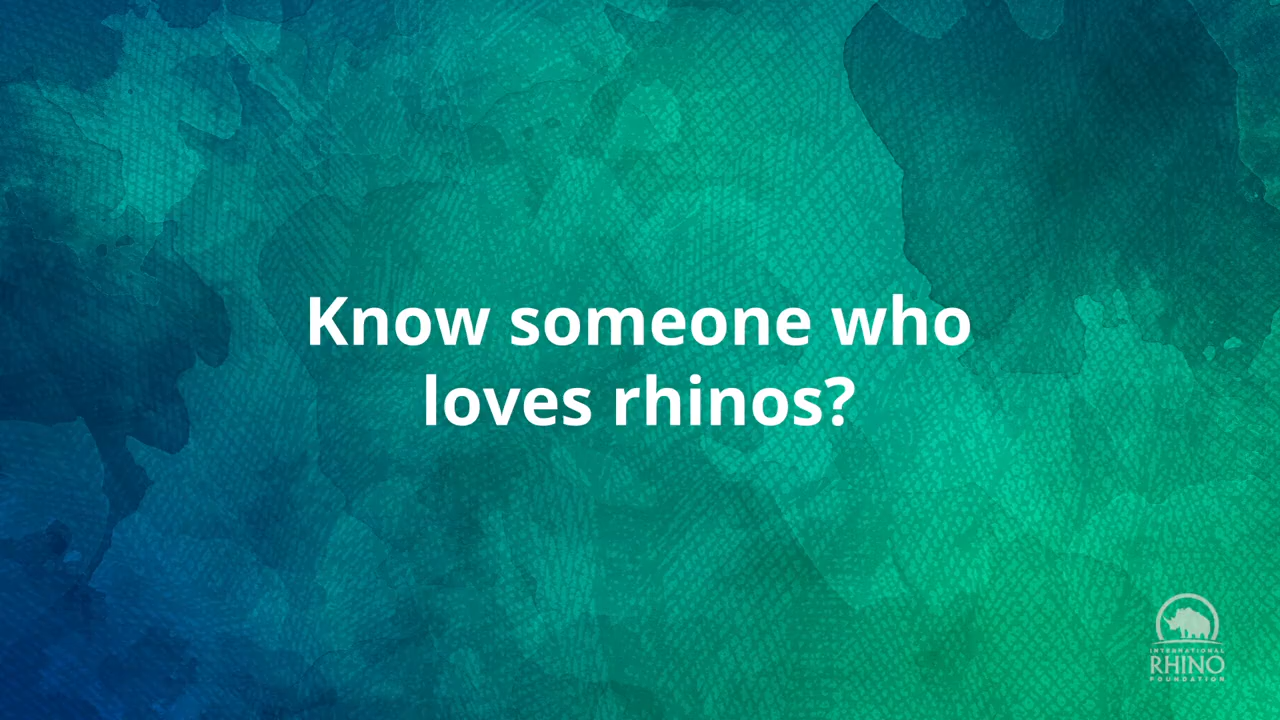 Know someone who
loves rhinos?
INTERNATIONAL
RHINO
FOUNDATION